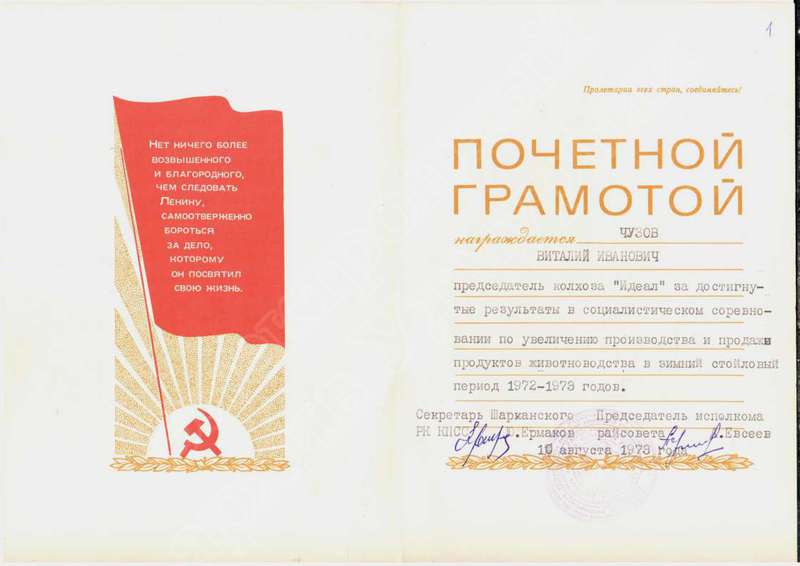 Нет ничего более
возвышенного
и благородного,
чем следовать
Ленину,
самоотверженно
бороться
за дело,
которому
он посвятил
свою жизнь.
1
Пролетарии всех стран, соединяйтесь!
ПОЧЕТНОЙ
ГРАМОТОЙ
награждается ЧУЗОВ
ВИТАЛИЙ ИВАНОВИЧ
председатель колхоза "Идеал" за достигну-
тые результаты в социалистическом соревно-
вании по увеличению производства и продажи
продуктов животноводства в зимний стойловый
период 1972-1973 годов.
Секретарь Шарканского Председатель исполкома
РК КПСС Ермаков райсовета Евсеев
августа 1973 года